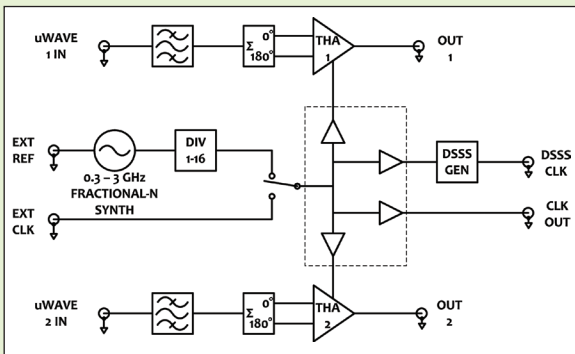 uWAVE
1 IN
Σ
0°
180°
THA
1
OUT
1
EXT
REF
0.3 – 3 GHz
FRACTIONAL-N
SYNTH
DIV
1-16
DSSS
GEN
DSSS
CLK
EXT
CLK
CLK
OUT
uWAVE
2 IN
Σ
0°
180°
THA
2
OUT
2